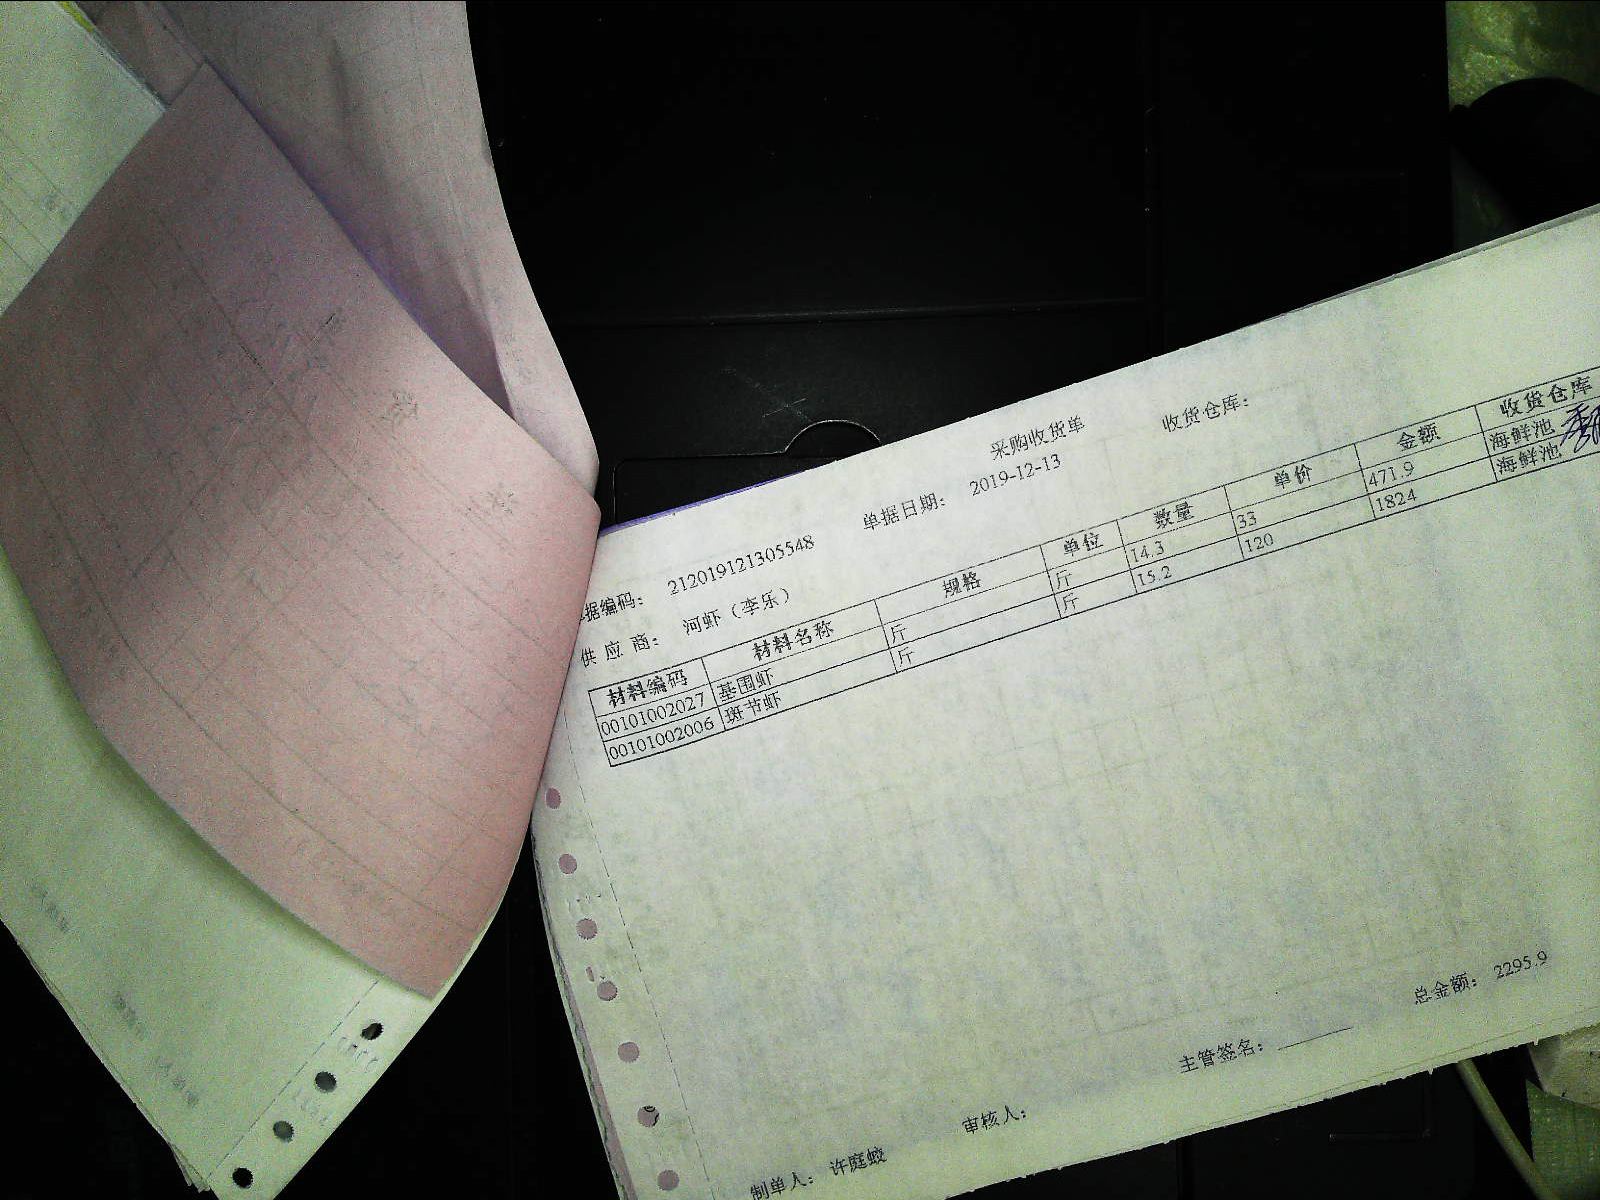 采购收货单
收货仓库：
据编码： 212019121305548 单据日期： 2019-12-13
供应商： 河虾（李乐）
材料编码 材料名称 规格 单位 数量 单价 金额 收货仓库
00101002027 基围虾 斤 斤 14.3 33 471.9 海鲜池
00101002006 斑节虾 斤 斤 15.2 120 1824 海鲜池
总金额： 2295.9
制单人： 许庭蛟 审核人： 主管签名：